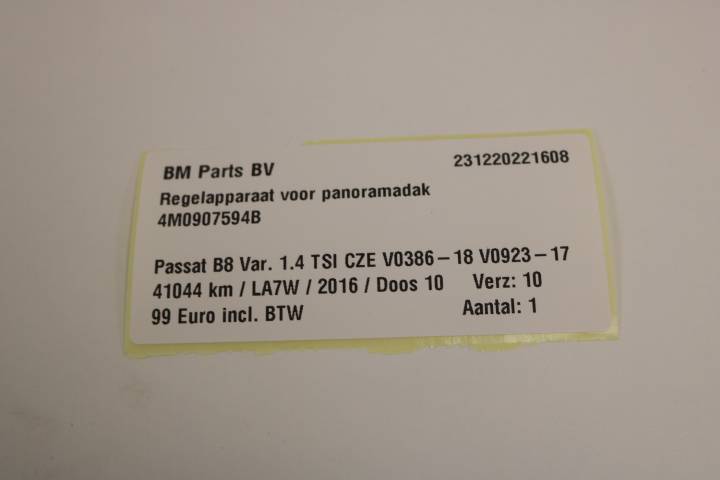 BM Parts BV 231220221608
Regelapparaat voor panoramadak
4M0907594B
Passat B8 Var. 1.4 TSI CZE V0386-18 V0923-17
41044 km / LA7W / 2016 / Doos 10 Verz: 10
99 Euro incl. BTW Aantal: 1